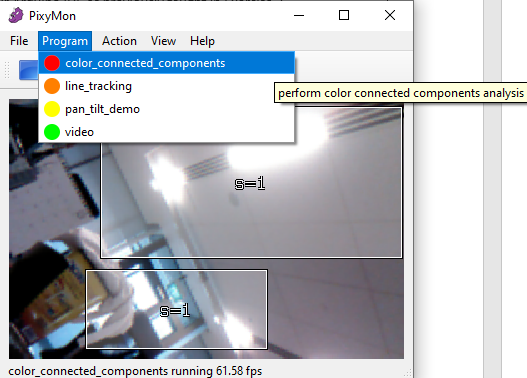 PixyMon
File Program Action View Help
color_connected_components
line_tracking
perform color connected components analysis
pan_tilt_demo
video
s=1
s=1
color_connected_components running 61.58 fps